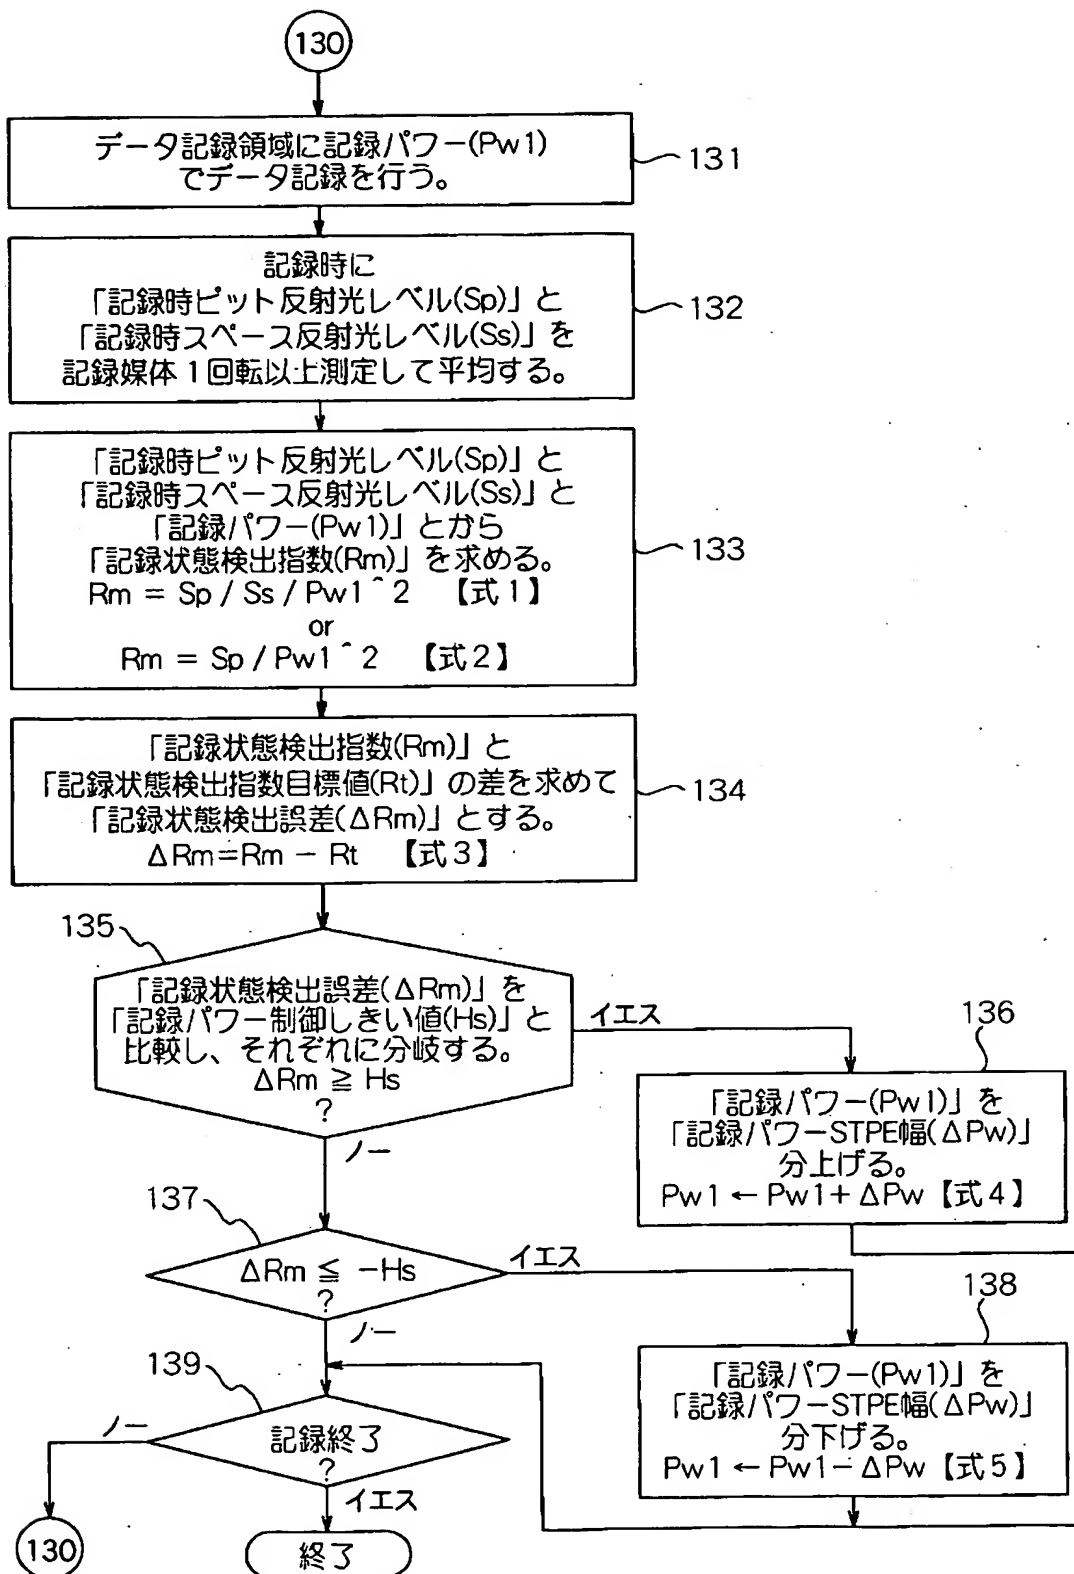 130
データ記録領域に記録パワー(Pw1)
でデータ記録を行う。
131
記録時に
「記録時ピット反射光レベル(Sp)」と
「記録時スペース反射光レベル(Ss)」を
記録媒体1回転以上測定して平均する。
132
「記録時ピット反射光レベル(Sp)」と
「記録時スペース反射光レベル(Ss)」と
「記録パワー(Pw1)」とから
「記録状態検出指数(Rm)」を求める。
Rm = Sp / Ss / Pw1^2 【式1】
or
Rm = Sp / Pw1^2 【式2】
133
「記録状態検出指数(Rm)」と
「記録状態検出指数目標値(Rt)」の差を求めて
「記録状態検出誤差(ΔRm)」とする。
ΔRm=Rm − Rt 【式3】
134
135
「記録状態検出誤差(ΔRm)」を
「記録パワー制御しきい値(Hs)」と
比較し、それぞれに分岐する。
ΔRm ≧ Hs
?
イエス
ノー
136
「記録パワー(Pw1)」を
「記録パワーSTPE幅(ΔPw)」
分上げる。
Pw1 ← Pw1+ ΔPw 【式4】
137
ΔRm ≦ −Hs
?
イエス
ノー
138
「記録パワー(Pw1)」を
「記録パワーSTPE幅(ΔPw)」
分下げる。
Pw1 ← Pw1− ΔPw 【式5】
139
記録終了
?
ノー
イエス
130
終了